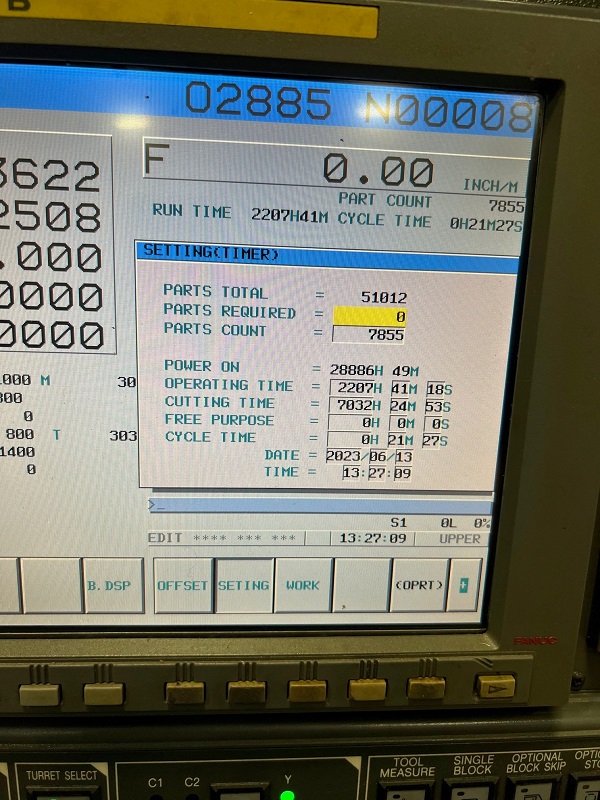 B
O2885 N00008
3622
2508
.000
0000
0000
F 0.00 INCH/M
PART COUNT 7855
RUN TIME 2207H41M CYCLE TIME 0H21M27S
SETTING(TIMER)
PARTS TOTAL = 51012
PARTS REQUIRED = 0
PARTS COUNT = 7855
POWER ON = 28886H 49M
OPERATING TIME = 2207H 41M 18S
CUTTING TIME = 7032H 24M 53S
FREE PURPOSE = 0H 0M 0S
CYCLE TIME = 0H 21M 27S
DATE = 2023/06/13
TIME = 13:27:09
000 M 30
800
0
800 T 303
1400
0
>_
S1 0L 0%
EDIT **** *** *** 13:27:09 UPPER
B.DSP OFFSET SETING WORK (OPRT) +
FANUC
TURRET SELECT
C1 C2 Y
TOOL MEASURE
SINGLE BLOCK
OPTIONAL BLOCK SKIP